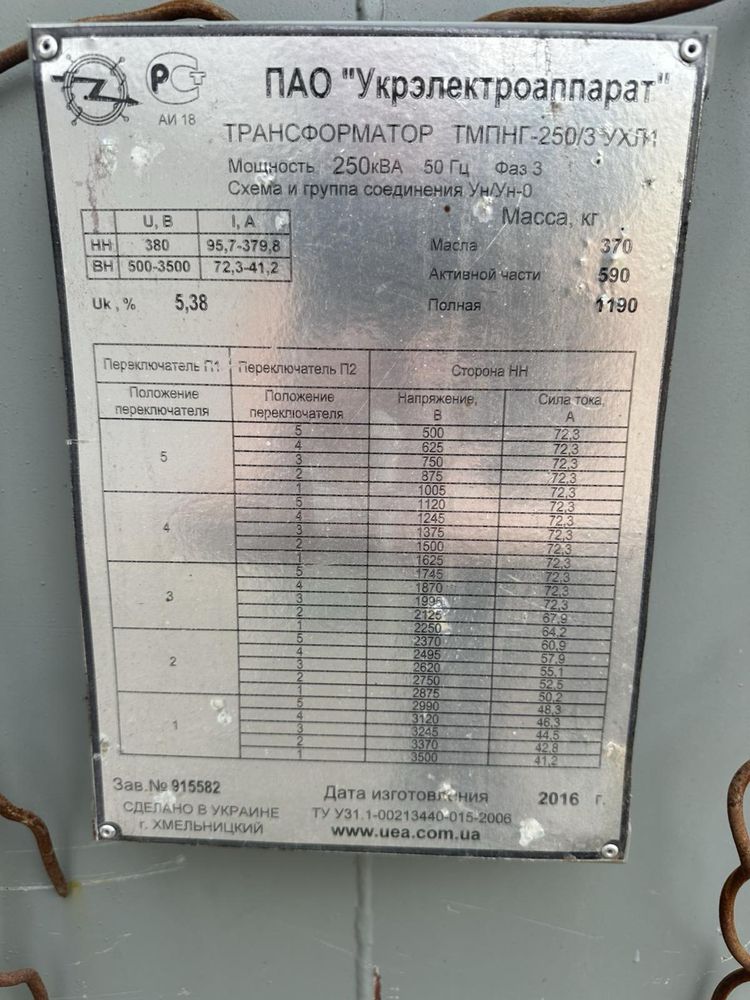 РСТ
АИ 18
ПАО "Укрэлектроаппарат"
ТРАНСФОРМАТОР ТМПНГ-250/3 УХЛ1
Мощность 250кВА 50 Гц Фаз 3
Схема и группа соединения Ун/Ун-0
U, В I, А
НН 380 95,7-379,8
ВН 500-3500 72,3-41,2
Uk, % 5,38
Масса, кг
Масла 370
Активной части 590
Полная 1190
Переключатель П1 Переключатель П2 Сторона НН
Положение переключателя Положение переключателя Напряжение, В Сила тока, А
5 5 500 72,3
4 625 72,3
3 750 72,3
2 875 72,3
1 1005 72,3
4 5 1120 72,3
4 1245 72,3
3 1375 72,3
2 1500 72,3
1 1625 72,3
3 5 1745 72,3
4 1870 72,3
3 1995 72,3
2 2125 67,9
1 2250 64,2
2 5 2370 60,9
4 2495 57,9
3 2620 55,1
2 2750 52,5
1 2875 50,2
1 5 2990 48,3
4 3120 46,3
3 3245 44,5
2 3370 42,8
1 3500 41,2
Зав.№ 915582
СДЕЛАНО В УКРАИНЕ
г. ХМЕЛЬНИЦКИЙ
Дата изготовления 2016 г.
ТУ У31.1-00213440-015-2006
www.uea.com.ua